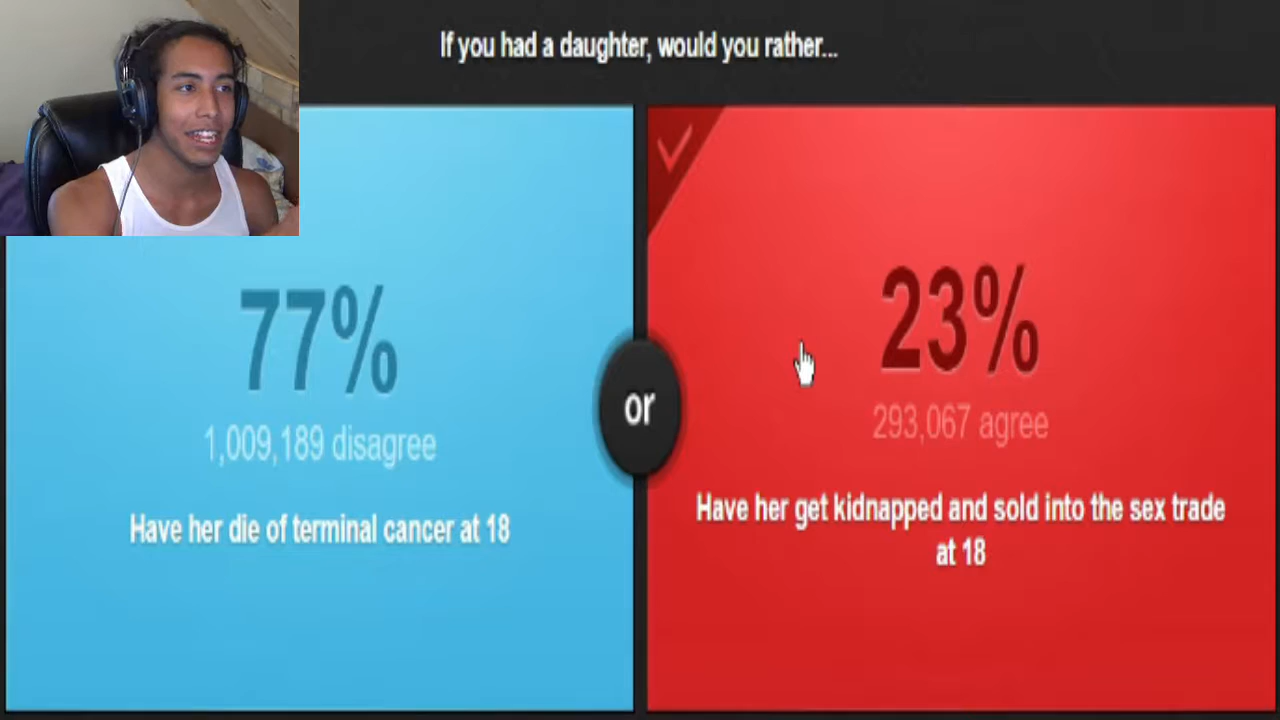 If you had a daughter, would you rather...
77%
1,009,189 disagree
Have her die of terminal cancer at 18
or
23%
293,067 agree
Have her get kidnapped and sold into the sex trade
at 18